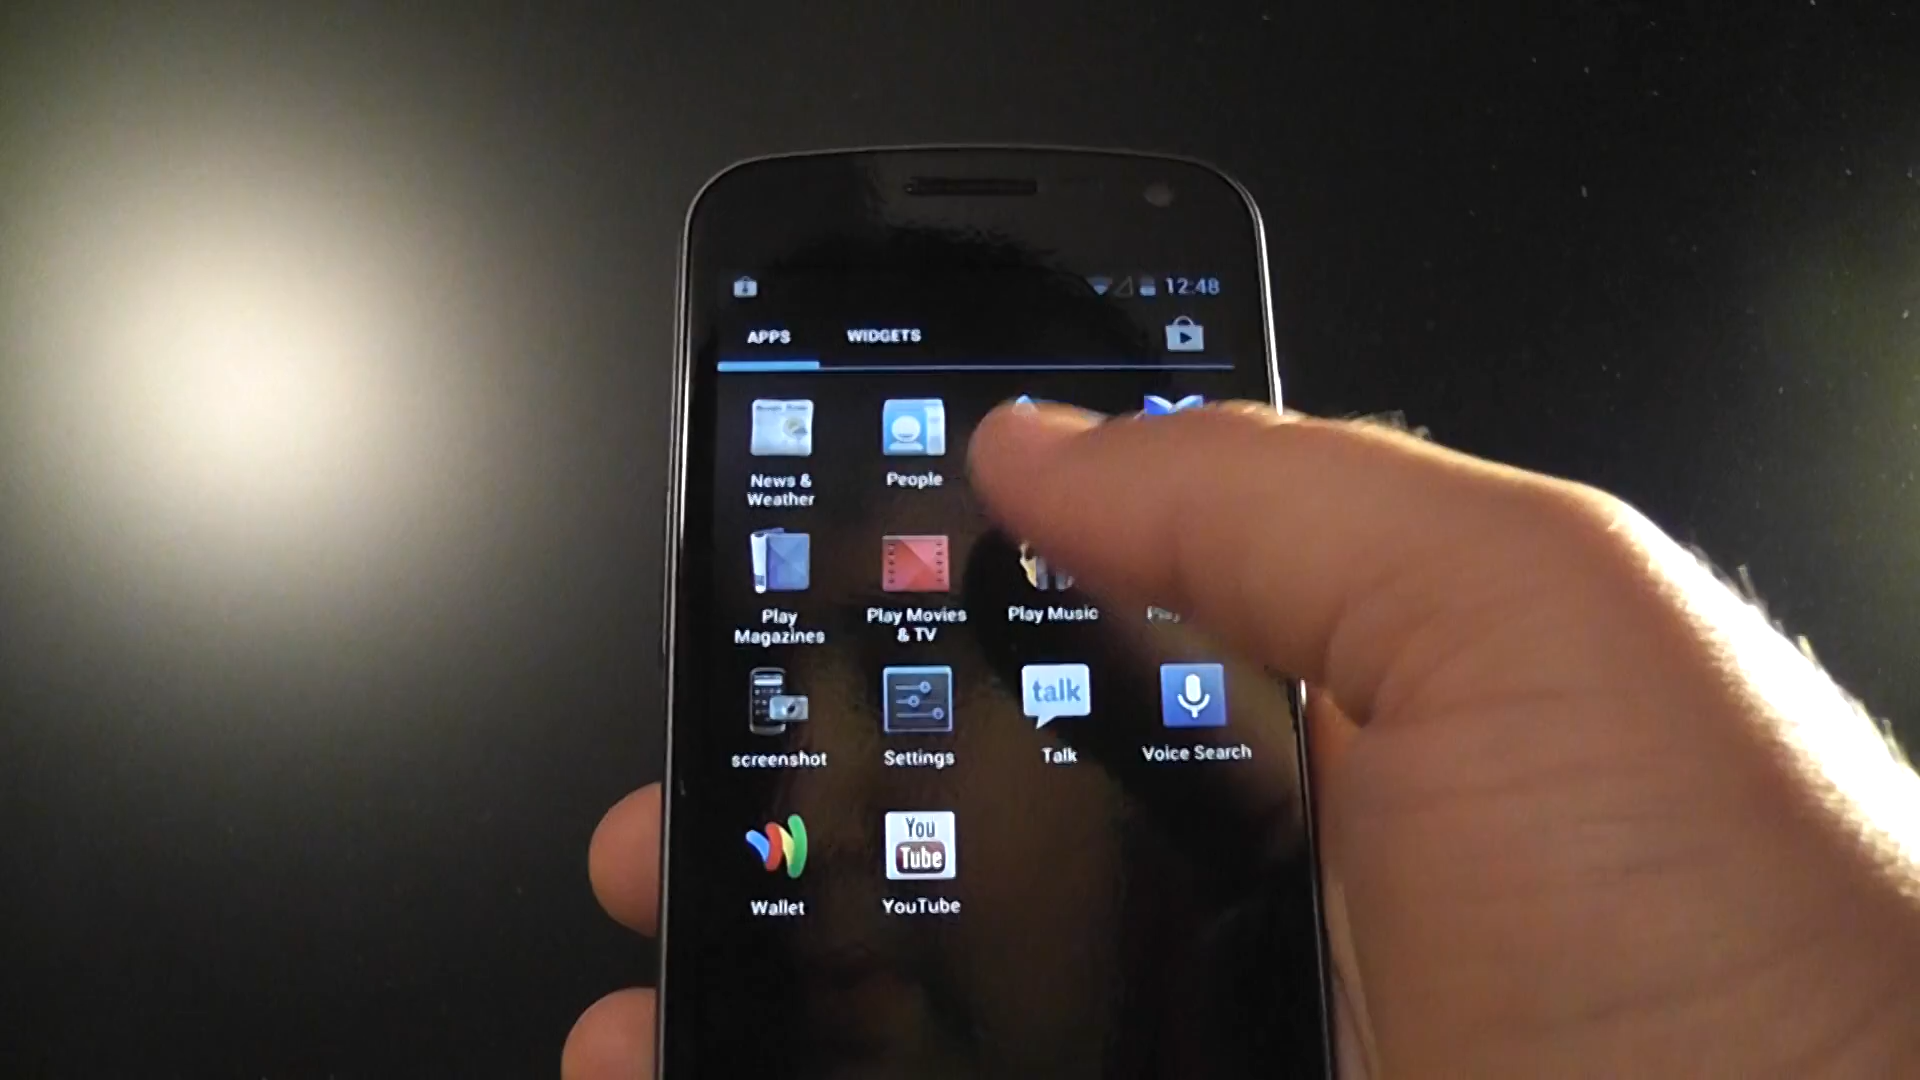 12:48
APPS WIDGETS
News &
Weather
People
Play
Magazines
Play Movies
& TV
Play Music
Play
screenshot
Settings
talk
Talk
Voice Search
Wallet
You
Tube
YouTube